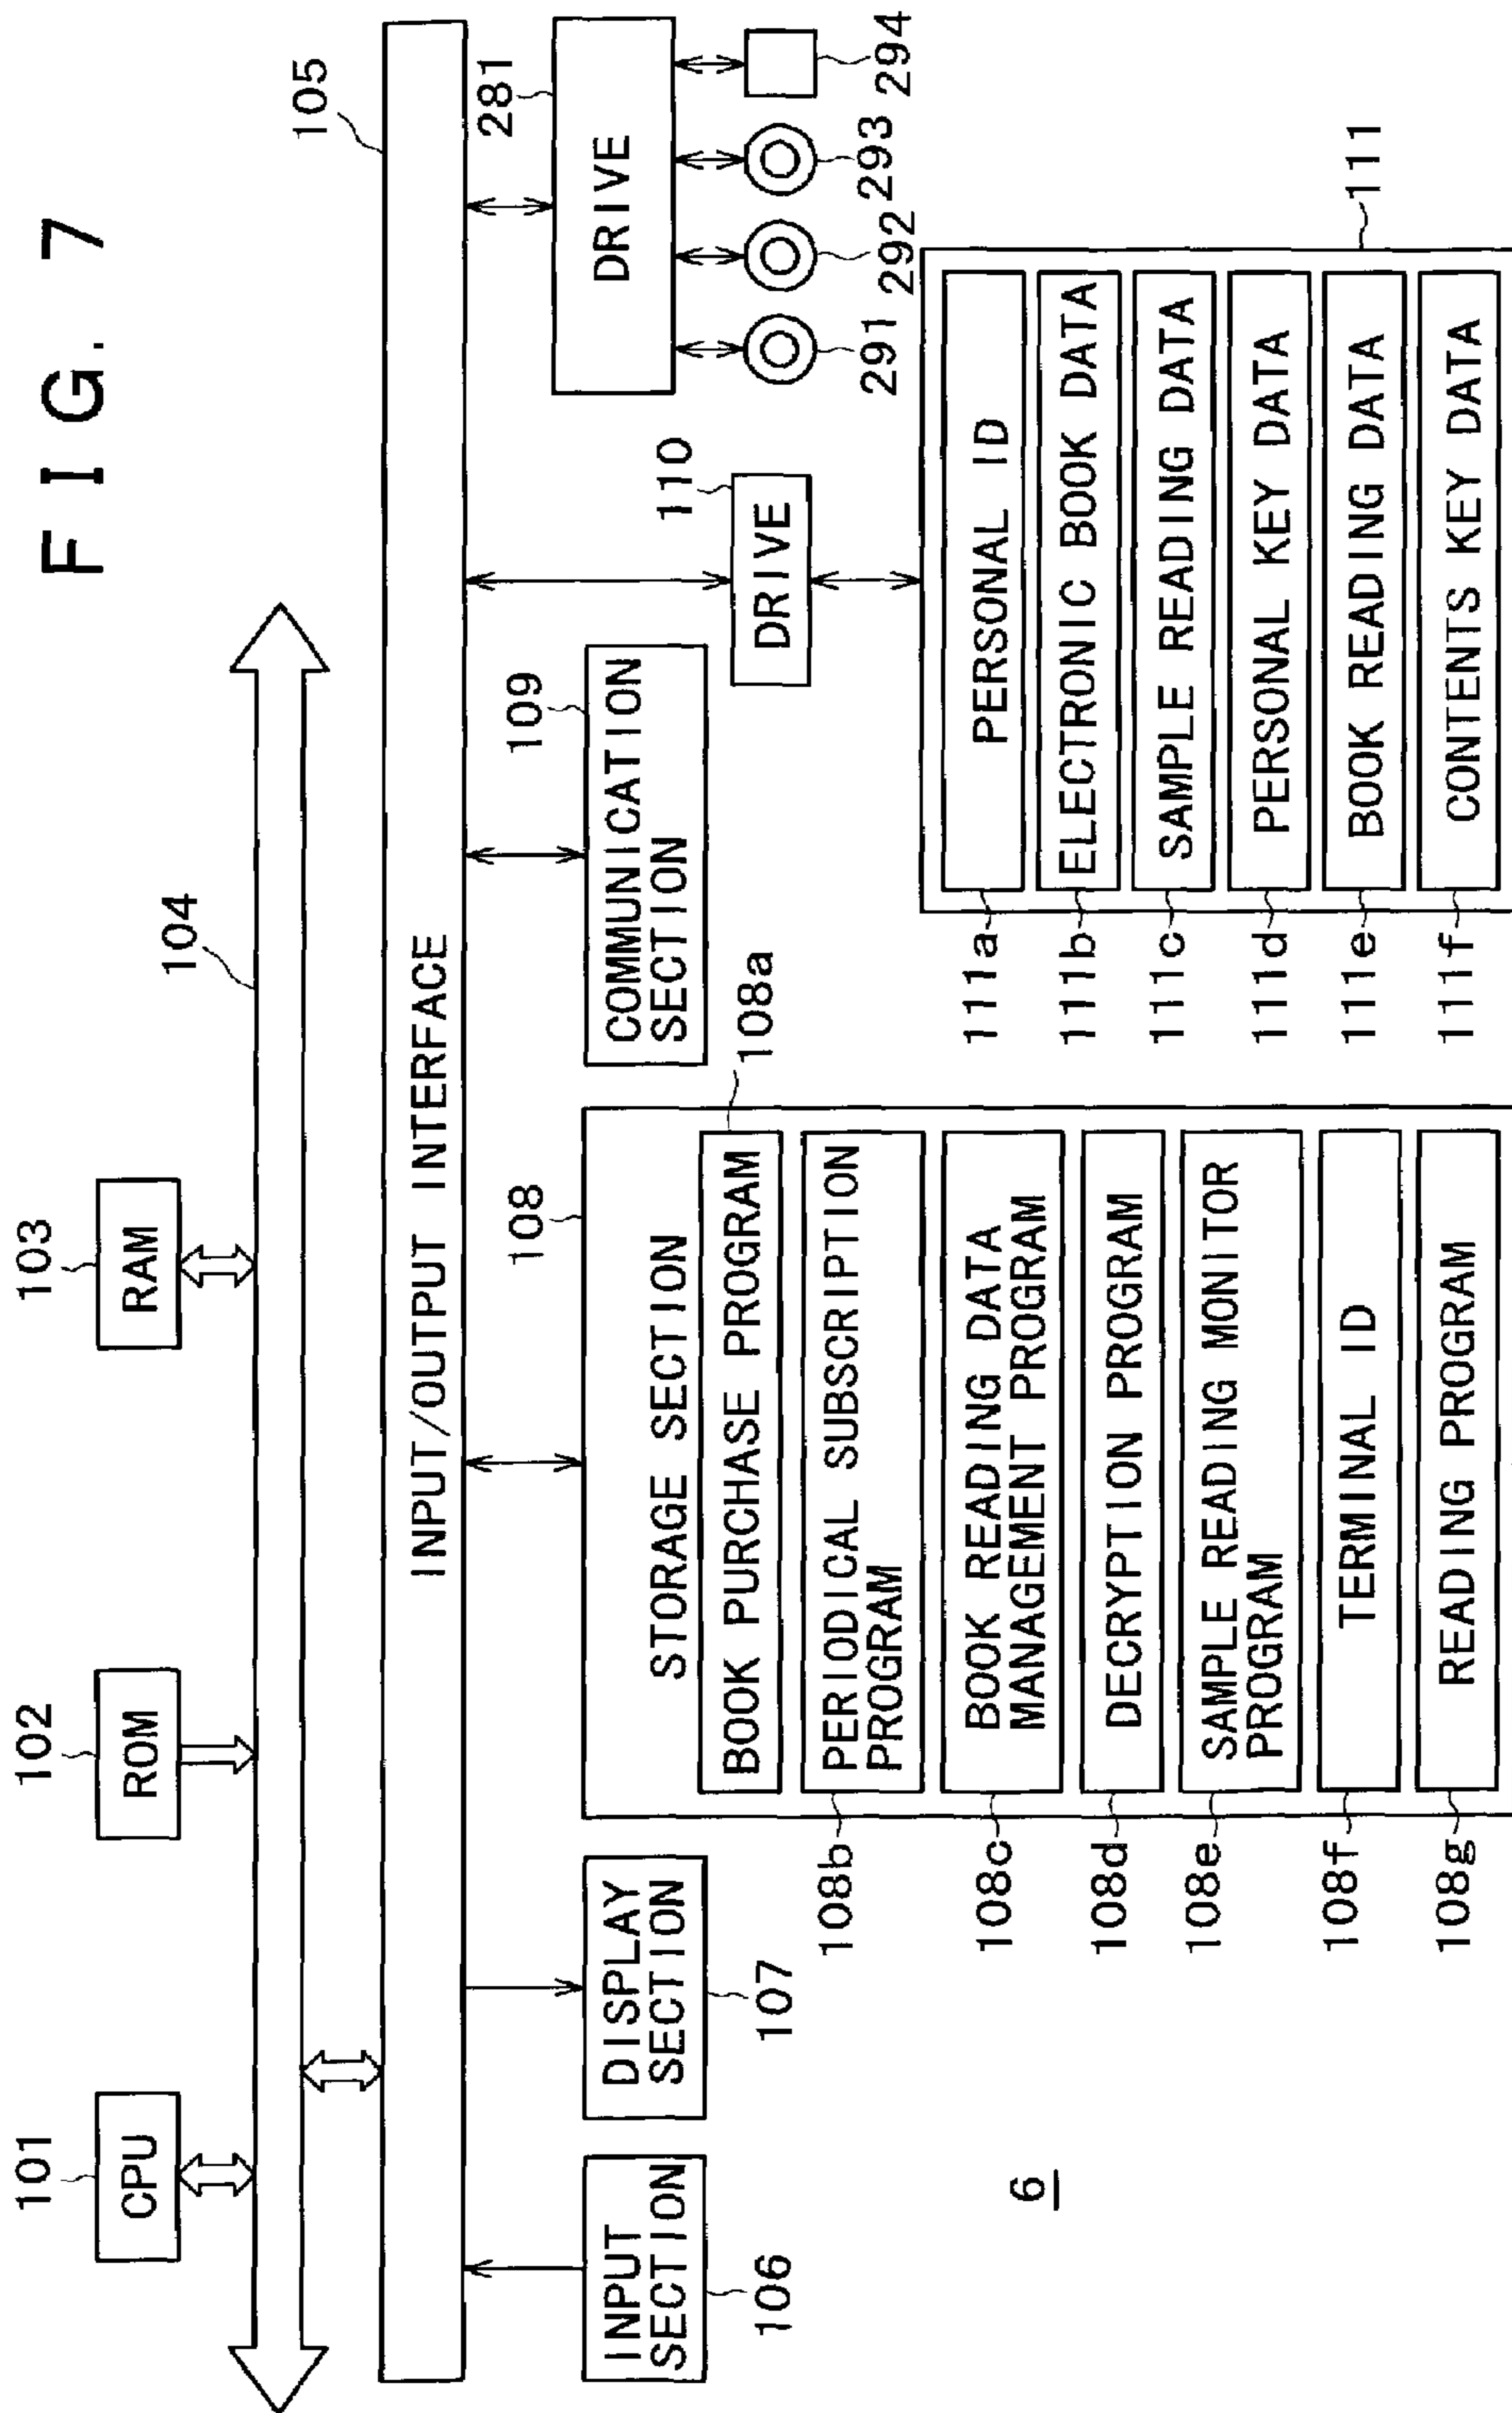 FIG. 7
101
CPU
102
ROM
103
RAM
104
105
INPUT/OUTPUT INTERFACE
106
INPUT
SECTION
107
DISPLAY
SECTION
108
STORAGE SECTION
108a
BOOK PURCHASE PROGRAM
108b
PERIODICAL SUBSCRIPTION
PROGRAM
108c
BOOK READING DATA
MANAGEMENT PROGRAM
108d
DECRYPTION PROGRAM
108e
SAMPLE READING MONITOR
PROGRAM
108f
TERMINAL ID
108g
READING PROGRAM
109
COMMUNICATION
SECTION
110
DRIVE
281
DRIVE
291
292
293
294
111
111a
PERSONAL ID
111b
ELECTRONIC BOOK DATA
111c
SAMPLE READING DATA
111d
PERSONAL KEY DATA
111e
BOOK READING DATA
111f
CONTENTS KEY DATA
6